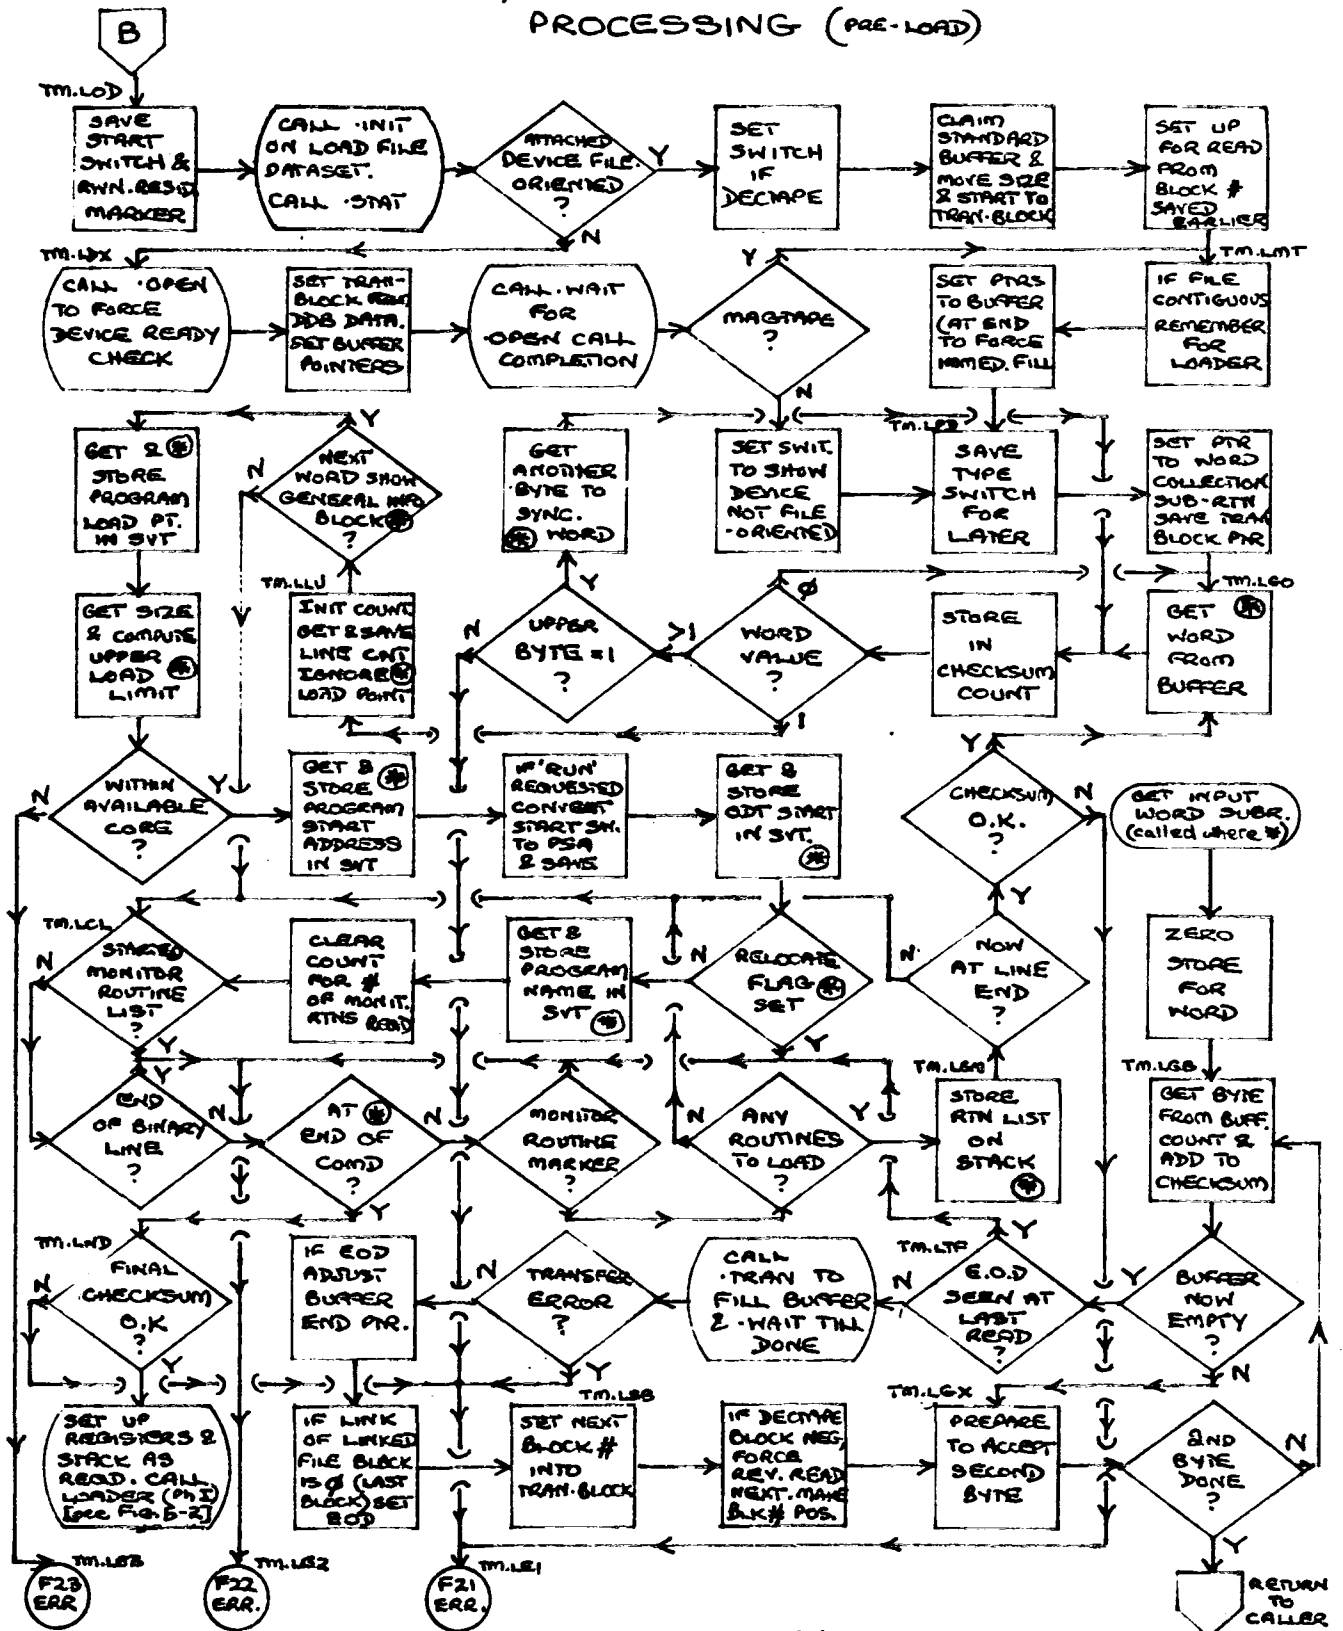 PROCESSING (PRE-LOAD)
B
TM.LOD
SAVE
START
SWITCH &
RWN.RESID
MARKER
CALL .INIT
ON LOAD FILE
DATASET.
CALL .STAT
ATTACHED
DEVICE FILE.
ORIENTED
?
Y
N
SET
SWITCH
IF
DECTAPE
CLAIM
STANDARD
BUFFER &
MOVE SIZE
& START TO
TRAN.BLOCK
SET UP
FOR READ
FROM
BLOCK #
SAVED
EARLIER
TM.LDX
CALL .OPEN
TO FORCE
DEVICE READY
CHECK
SET TRAN-
BLOCK FROM
DDB DATA.
SET BUFFER
POINTERS
CALL .WAIT
FOR
.OPEN CALL
COMPLETION
MAGTAPE
?
Y
N
SET PTRS
TO BUFFER
(AT END
TO FORCE
IMMED. FILL
TM.LMT
IF FILE
CONTIGUOUS
REMEMBER
FOR
LOADER
GET & *
STORE
PROGRAM
LOAD PT.
IN SVT
NEXT
WORD SHOW
GENERAL INFO
BLOCK *
?
Y
N
GET
ANOTHER
BYTE TO
SYNC.
* WORD
SET SWIT.
TO SHOW
DEVICE
NOT FILE
-ORIENTED
TM.LPD
SAVE
TYPE
SWITCH
FOR
LATER
SET PTR
TO WORD
COLLECTION
SUB-RTN
SAVE TRAN
BLOCK PTR
GET SIZE
& COMPUTE
UPPER
LOAD *
LIMIT
TM.LLU
INIT COUNT
GET & SAVE
LINE CNT
IGNORE *
LOAD POINT
UPPER
BYTE = 1
?
Y
N
WORD
VALUE
?
Ø
>1
1
STORE
IN
CHECKSUM
COUNT
TM.LGO
GET *
WORD
FROM
BUFFER
WITHIN
AVAILABLE
CORE
?
N
Y
GET &
STORE *
PROGRAM
START
ADDRESS
IN SVT
IF 'RUN'
REQUESTED
CONVERT
START SW.
TO PSA
& SAVE
GET &
STORE
ODT START
IN SVT.
*
CHECKSUM
O.K.
?
Y
N
GET INPUT
WORD SUBR.
(called where *)
TM.LCL
STARTED
MONITOR
ROUTINE
LIST
?
N
Y
CLEAR
COUNT
FOR #
OF MONIT.
RTNS REQD
GET &
STORE
PROGRAM
NAME IN
SVT *
RELOCATE
FLAG *
SET
N
Y
NOW
AT LINE
END
?
N
Y
ZERO
STORE
FOR
WORD
END
OF BINARY
LINE
?
Y
N
AT *
END OF
COMD
?
N
Y
MONITOR
ROUTINE
MARKER
?
ANY
ROUTINES
TO LOAD
?
N
Y
STORE
RTN LIST
ON
STACK
*
TM.LGB
GET BYTE
FROM BUFF.
COUNT &
ADD TO
CHECKSUM
TM.LND
FINAL
CHECKSUM
O.K
?
N
Y
IF EOD
ADJUST
BUFFER
END PTR.
TRANSFER
ERROR
?
N
Y
CALL
.TRAN TO
FILL BUFFER
& .WAIT TILL
DONE
TM.LTF
E.O.D
SEEN AT
LAST
READ
?
N
Y
BUFFER
NOW
EMPTY
?
Y
N
SET UP
REGISTERS &
STACK AS
REQD. CALL
LOADER (Ph I)
[see Fig. 5-2]
IF LINK
OF LINKED
FILE BLOCK
IS Ø (LAST
BLOCK) SET
EOD
TM.LSB
SET NEXT
BLOCK #
INTO
TRAN.BLOCK
IF DECTAPE
BLOCK NEG,
FORCE
REV. READ
NEXT. MAKE
BLK # POS.
TM.LGX
PREPARE
TO ACCEPT
SECOND
BYTE
2ND
BYTE
DONE
?
N
Y
F23
ERR
F22
ERR.
TM.LE2
F21
ERR.
TM.LE1
RETURN
TO
CALLER